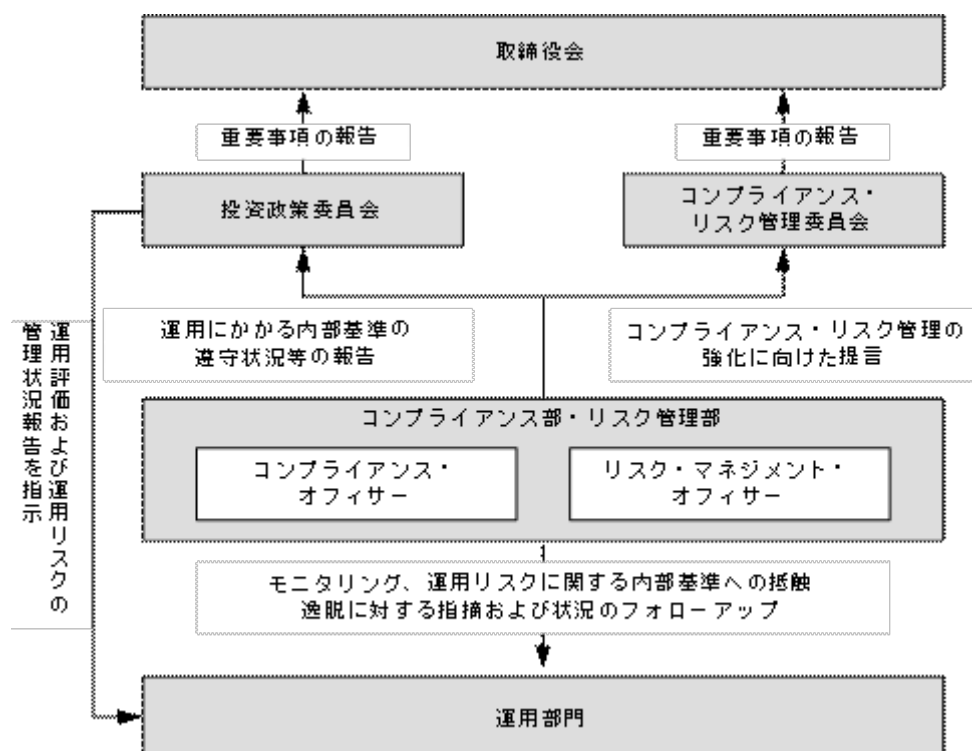 取締役会
重要事項の報告
重要事項の報告
投資政策委員会
コンプライアンス・
リスク管理委員会
運用にかかる内部基準の
遵守状況等の報告
コンプライアンス・リスク管理の
強化に向けた提言
運用評価および運用リスクの
管理状況報告を指示
コンプライアンス部・リスク管理部
コンプライアンス・
オフィサー
リスク・マネジメント・
オフィサー
モニタリング、運用リスクに関する内部基準への抵触
逸脱に対する指摘および状況のフォローアップ
運用部門